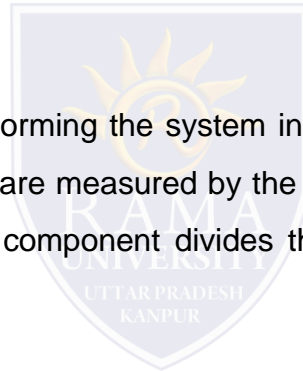 orming the system in
are measured by the
RAMA
component divides th
UNIVERSITY
UTTAR PRADESH
KANPUR